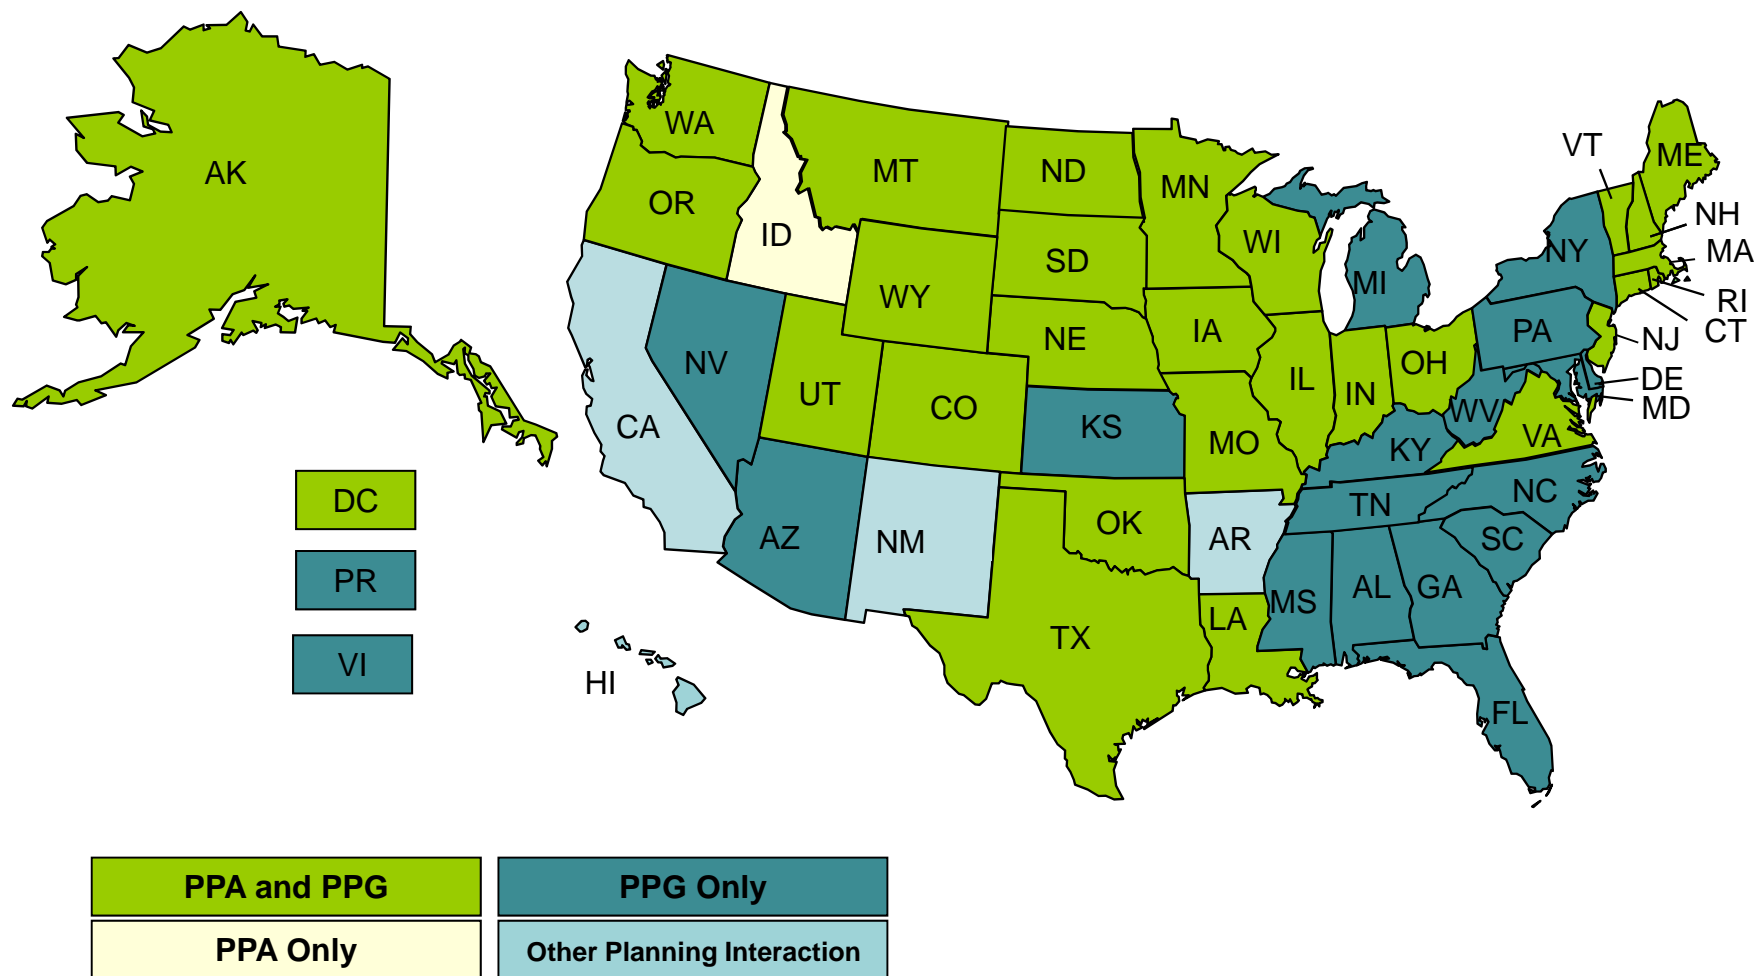 AK
WA
OR
ID
MT
ND
MN
WI
MI
VT
ME
NH
MA
RI
CT
NY
PA
NJ
DE
MD
SD
WY
NE
IA
IL
IN
OH
WV
VA
KY
NV
UT
CO
KS
MO
CA
AZ
NM
OK
AR
TN
NC
SC
TX
LA
MS
AL
GA
FL
HI
DC
PR
VI
PPA and PPG
PPG Only
PPA Only
Other Planning Interaction